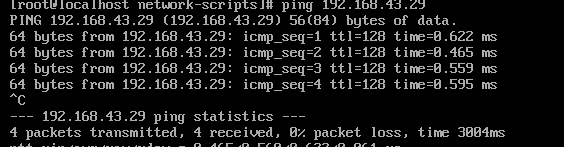 [root@localhost network-scripts]# ping 192.168.43.29
PING 192.168.43.29 (192.168.43.29) 56(84) bytes of data.
64 bytes from 192.168.43.29: icmp_seq=1 ttl=128 time=0.622 ms
64 bytes from 192.168.43.29: icmp_seq=2 ttl=128 time=0.465 ms
64 bytes from 192.168.43.29: icmp_seq=3 ttl=128 time=0.559 ms
64 bytes from 192.168.43.29: icmp_seq=4 ttl=128 time=0.595 ms
^C
--- 192.168.43.29 ping statistics ---
4 packets transmitted, 4 received, 0% packet loss, time 3004ms